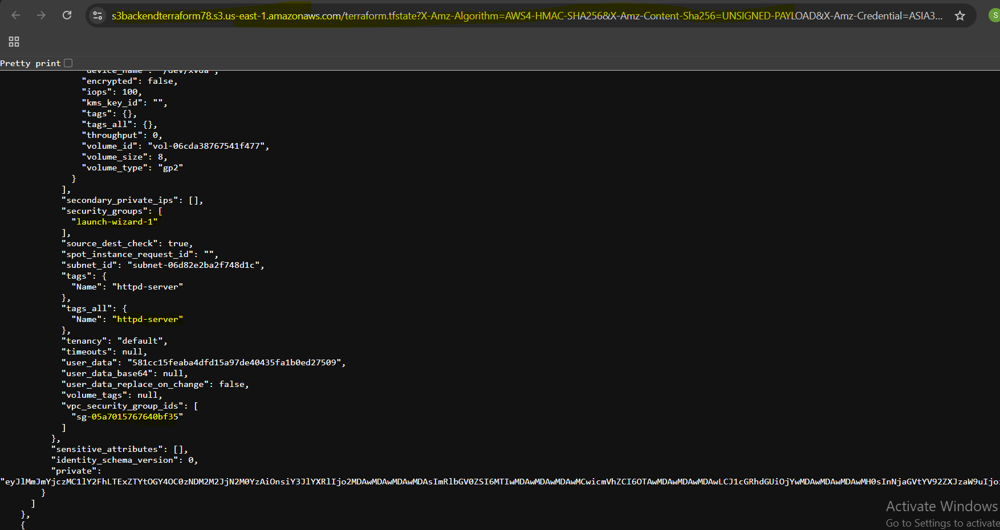 s3backendterraform78.s3.us-east-1.amazonaws.com/terraform.tfstate?X-Amz-Algorithm=AWS4-HMAC-SHA256&X-Amz-Content-Sha256=UNSIGNED-PAYLOAD&X-Amz-Credential=ASIA3...
S
Pretty print
"device_name": "/dev/xvda",
"encrypted": false,
"iops": 100,
"kms_key_id": "",
"tags": {},
"tags_all": {},
"throughput": 0,
"volume_id": "vol-06cda38767541f477",
"volume_size": 8,
"volume_type": "gp2"
}
],
"secondary_private_ips": [],
"security_groups": [
"launch-wizard-1"
],
"source_dest_check": true,
"spot_instance_request_id": "",
"subnet_id": "subnet-06d82e2ba2f748d1c",
"tags": {
"Name": "httpd-server"
},
"tags_all": {
"Name": "httpd-server"
},
"tenancy": "default",
"timeouts": null,
"user_data": "581cc15feaba4dfd15a97de40435fa1b0ed27509",
"user_data_base64": null,
"user_data_replace_on_change": false,
"volume_tags": null,
"vpc_security_group_ids": [
"sg-05a7015767640bf35"
]
},
"sensitive_attributes": [],
"identity_schema_version": 0,
"private":
"eyJlMmJmYjczMC1lY2FhLTExZTYtOGY4OC0zNDM2M2JjN2M0YzAiOnsiY3JlYXRlIjo2MDAwMDAwMDAwMDAsImRlbGV0ZSI6MTIwMDAwMDAwMDAwMCwicmVhZCI6OTAwMDAwMDAwMDAwLCJ1cGRhdGUiOjYwMDAwMDAwMDAwMH0sInNjaGVtYV92ZXJzaW9uIjoi
}
]
},
{
Activate Windows
Go to Settings to activate